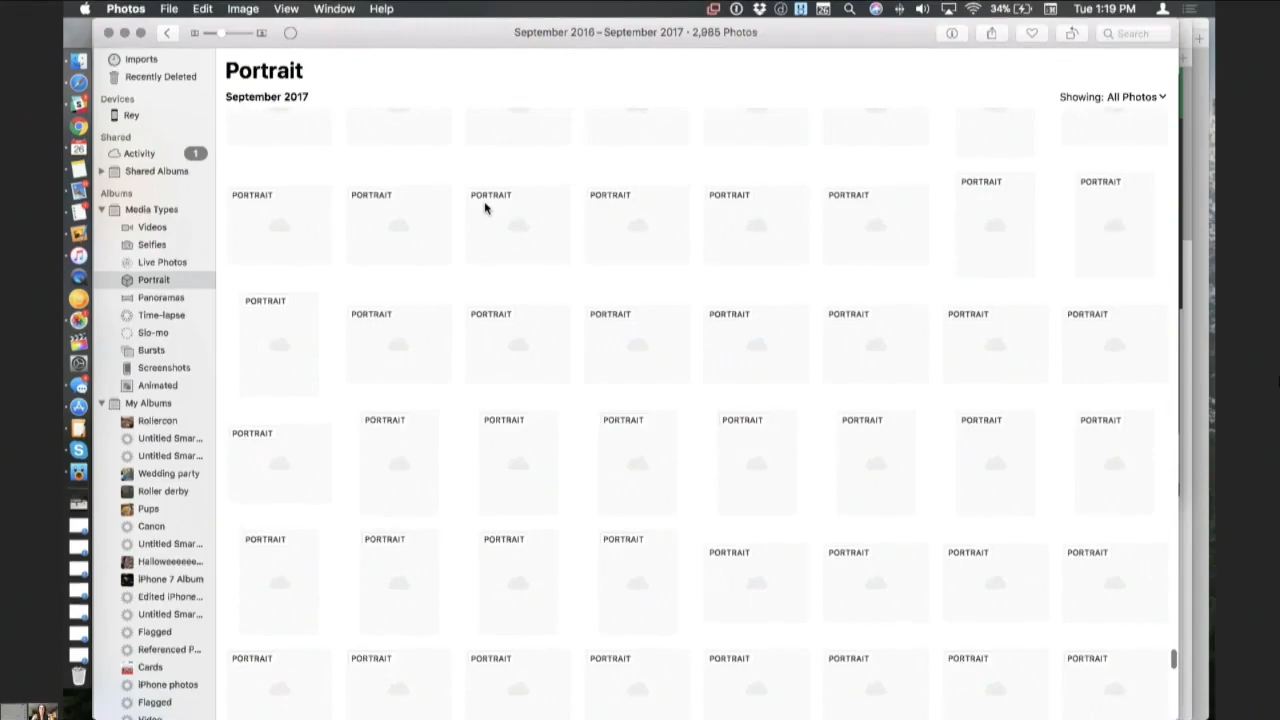 Photos File Edit Image View Window Help 34% Tue 1:19 PM
September 2016 – September 2017 • 2,985 Photos
Search
Imports
Recently Deleted
Devices
Rey
Shared
Activity 1
Shared Albums
Albums
Media Types
Videos
Selfies
Live Photos
Portrait
Panoramas
Time-lapse
Slo-mo
Bursts
Screenshots
Animated
My Albums
Rollercon
Untitled Smar...
Untitled Smar...
Wedding party
Roller derby
Pups
Canon
Untitled Smar...
Halloweeeeee...
iPhone 7 Album
Edited iPhone...
Untitled Smar...
Flagged
Referenced P...
Cards
iPhone photos
Flagged
Video
Portrait
September 2017
Showing: All Photos
PORTRAIT PORTRAIT PORTRAIT PORTRAIT PORTRAIT PORTRAIT PORTRAIT PORTRAIT
PORTRAIT PORTRAIT PORTRAIT PORTRAIT PORTRAIT PORTRAIT PORTRAIT PORTRAIT
PORTRAIT PORTRAIT PORTRAIT PORTRAIT PORTRAIT PORTRAIT PORTRAIT PORTRAIT
PORTRAIT PORTRAIT PORTRAIT PORTRAIT PORTRAIT PORTRAIT PORTRAIT PORTRAIT
PORTRAIT PORTRAIT PORTRAIT PORTRAIT PORTRAIT PORTRAIT PORTRAIT PORTRAIT